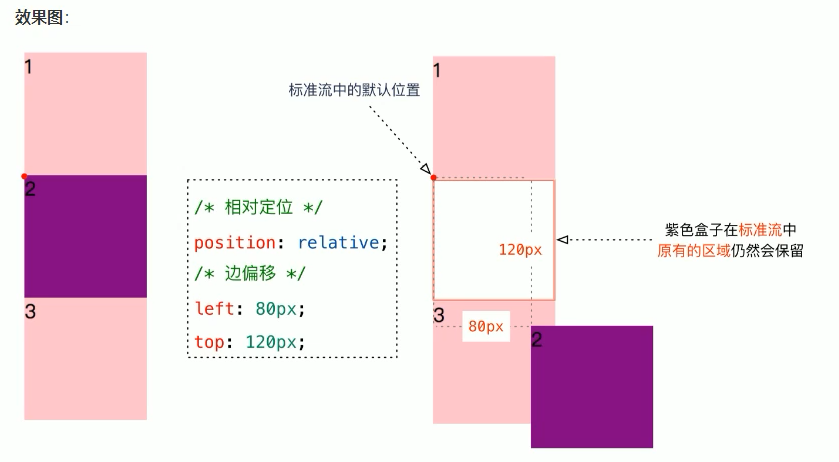 效果图：
1
2
3
/* 相对定位 */
position: relative;
/* 边偏移 */
left: 80px;
top: 120px;
标准流中的默认位置
1
120px
紫色盒子在标准流中
原有的区域仍然会保留
3
80px
2